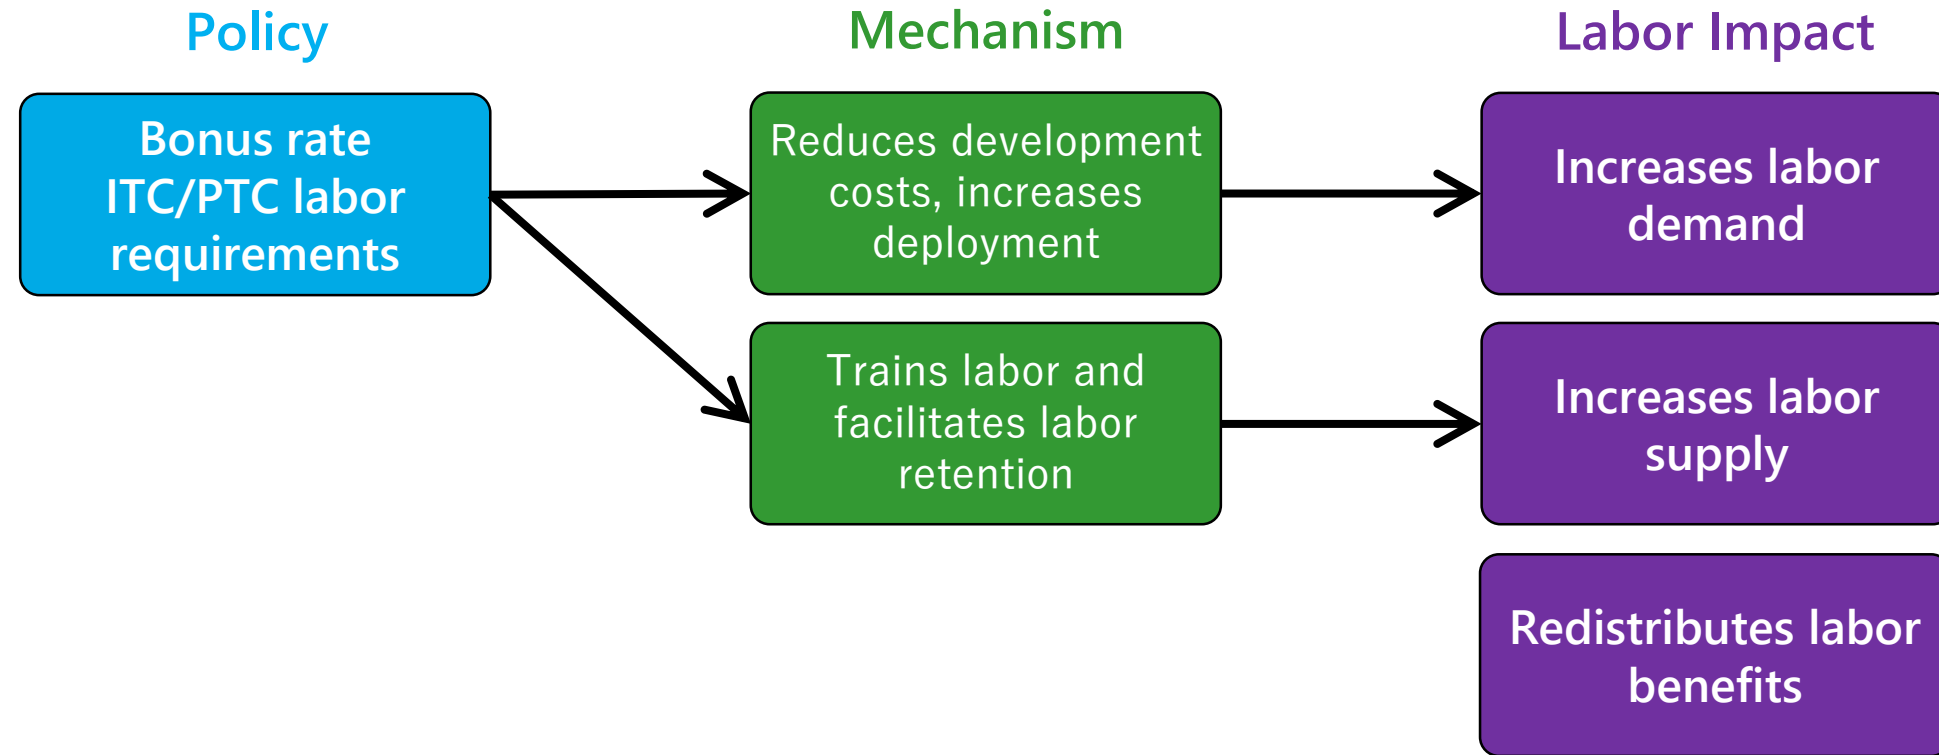 Policy
Mechanism
Labor Impact
Bonus rate
ITC/PTC labor
requirements
Reduces development
costs, increases
deployment
Increases labor
demand
Trains labor and
facilitates labor
retention
Increases labor
supply
Redistributes labor
benefits